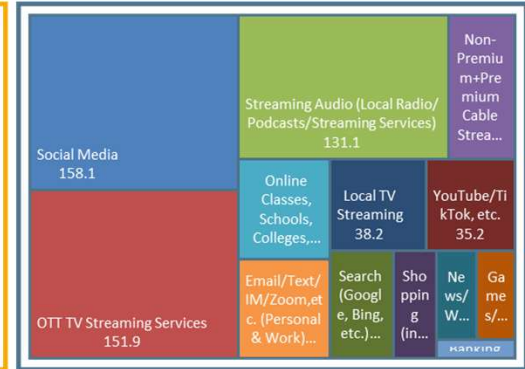 Social Media
158.1
OTT TV Streaming Services
151.9
Streaming Audio (Local Radio/
Podcasts/Streaming Services)
131.1
Non-
Premiu
m+Pre
mium
Cable
Strea...
Online
Classes,
Schools,
Colleges,...
Local TV
Streaming
38.2
YouTube/Ti
kTok, etc.
35.2
Email/Text/
IM/Zoom,et
c. (Personal
& Work)...
Search
(Googl
e, Bing,
etc.)...
Sho
ppin
g
(in...
Ne
ws/
W...
Ga
me
s/...
Banking